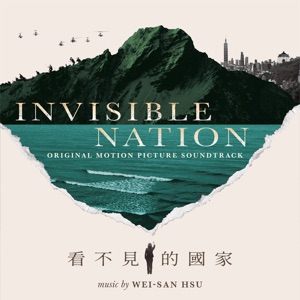 INVISIBLE
NATION
ORIGINAL MOTION PICTURE SOUNDTRACK
看不見的國家
music by WEI-SAN HSU